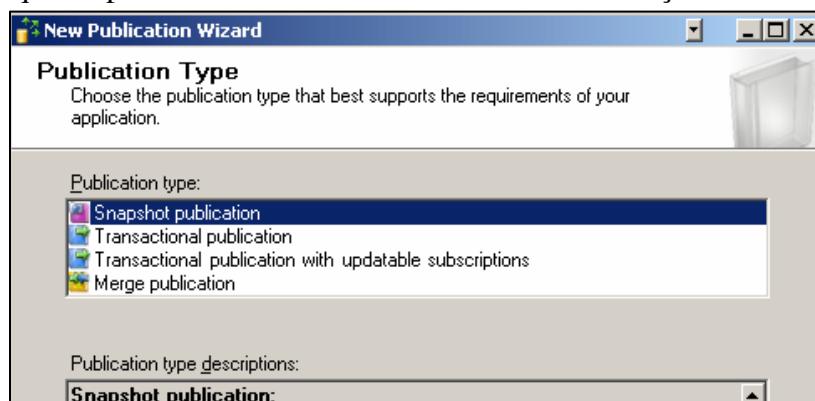 New Publication Wizard
Publication Type
Choose the publication type that best supports the requirements of your
application.
Publication type:
Snapshot publication
Transactional publication
Transactional publication with updatable subscriptions
Merge publication
Publication type descriptions:
Snapshot publication: